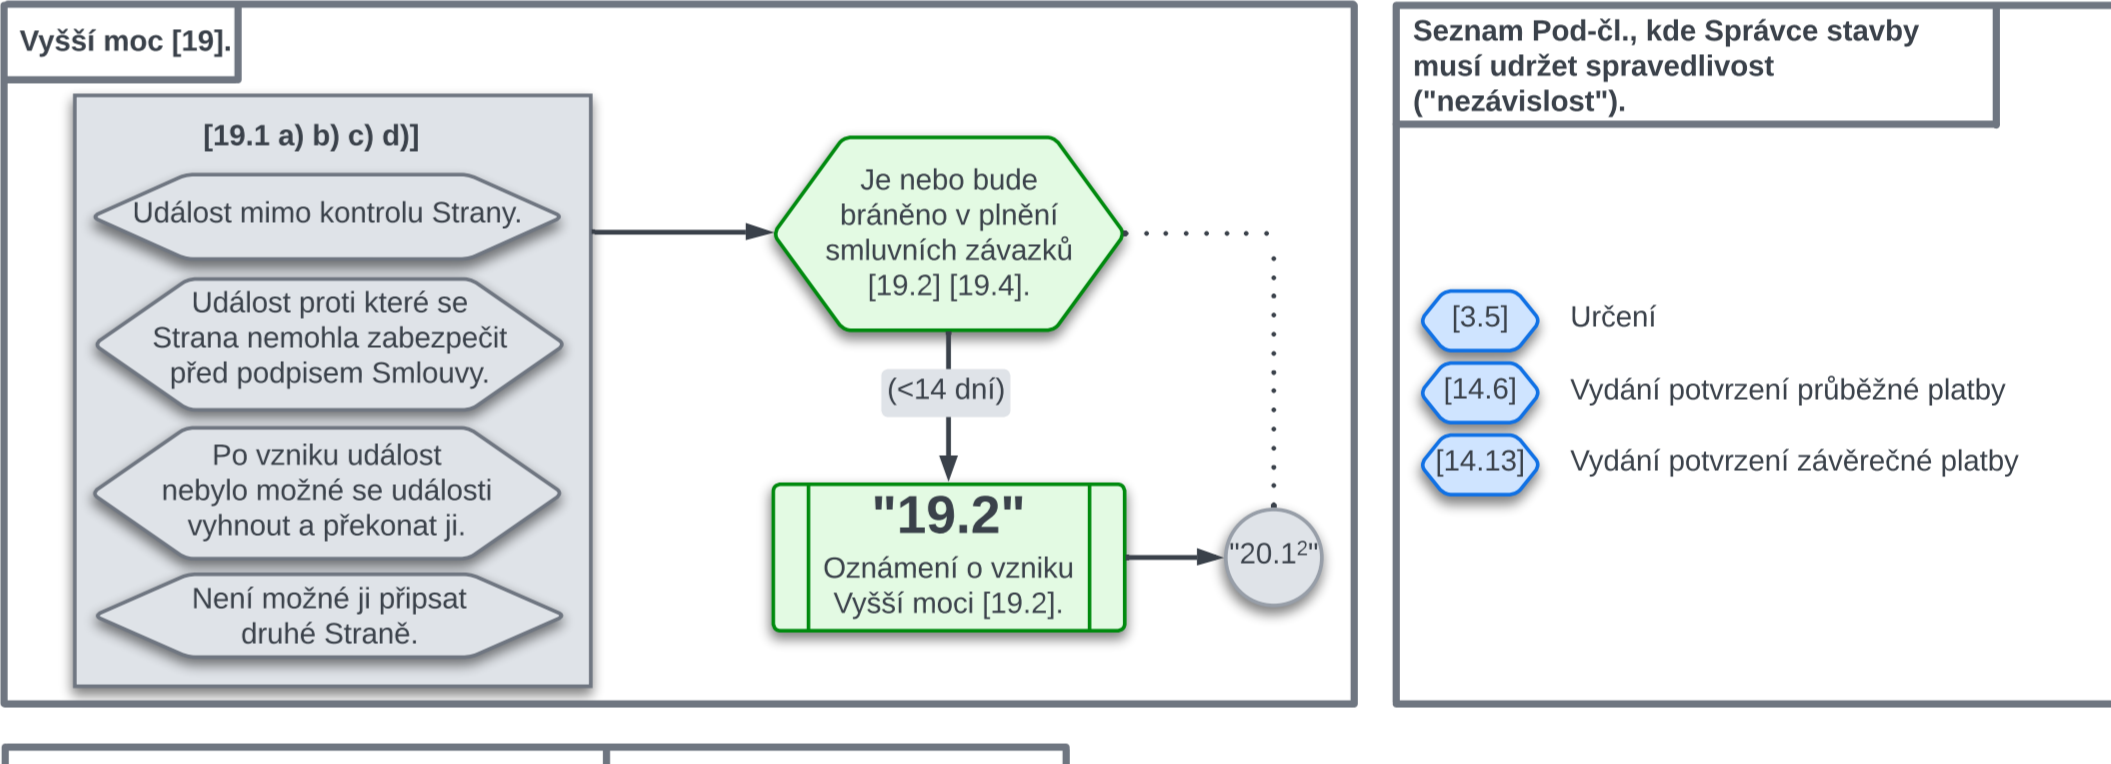 Vyšší moc [19].
[19.1 a) b) c) d)]
Událost mimo kontrolu Strany.
Událost proti které se
Strana nemohla zabezpečit
před podpisem Smlouvy.
Po vzniku událost
nebylo možné se události
vyhnout a překonat ji.
Není možné ji připsat
druhé Straně.
Je nebo bude
bráněno v plnění
smluvních závazků
[19.2] [19.4].
(<14 dní)
"19.2"
Oznámení o vzniku
Vyšší moci [19.2].
"20.1²"
Seznam Pod-čl., kde Správce stavby
musí udržet spravedlivost
("nezávislost").
[3.5] Určení
[14.6] Vydání potvrzení průběžné platby
[14.13] Vydání potvrzení závěrečné platby